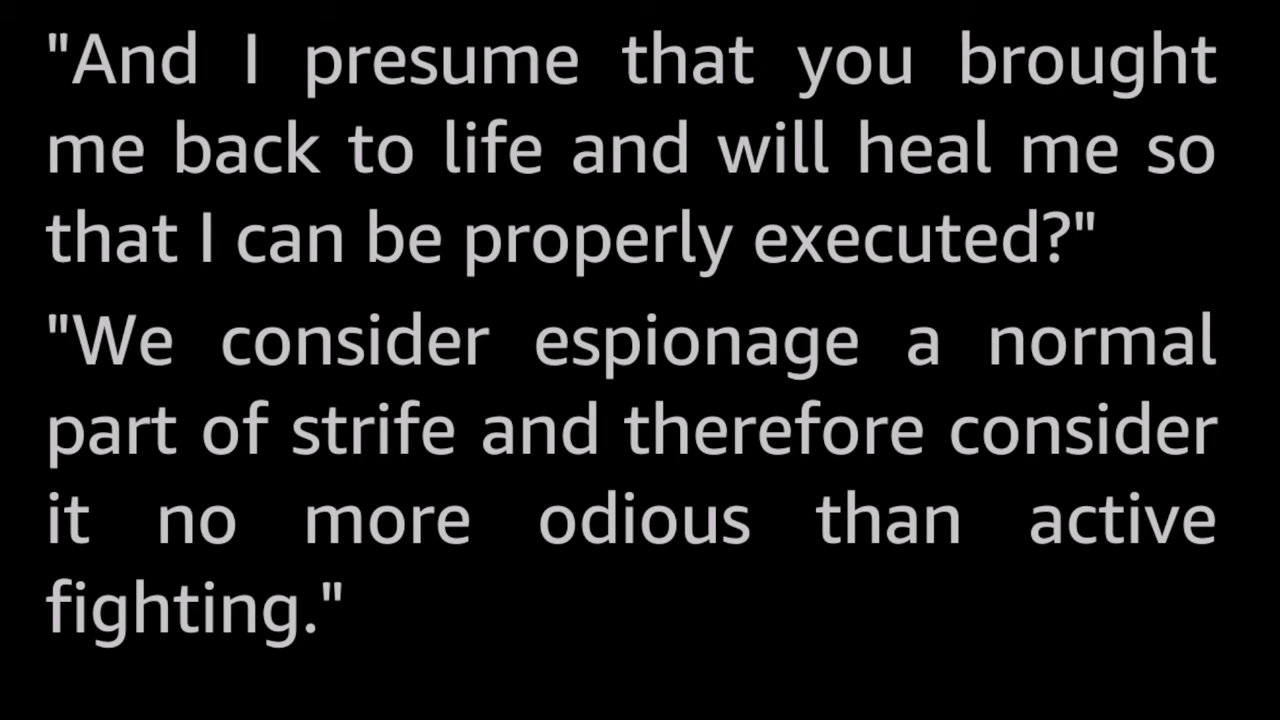 "And I presume that you brought
me back to life and will heal me so
that I can be properly executed?"
"We consider espionage a normal
part of strife and therefore consider
it no more odious than active
fighting."